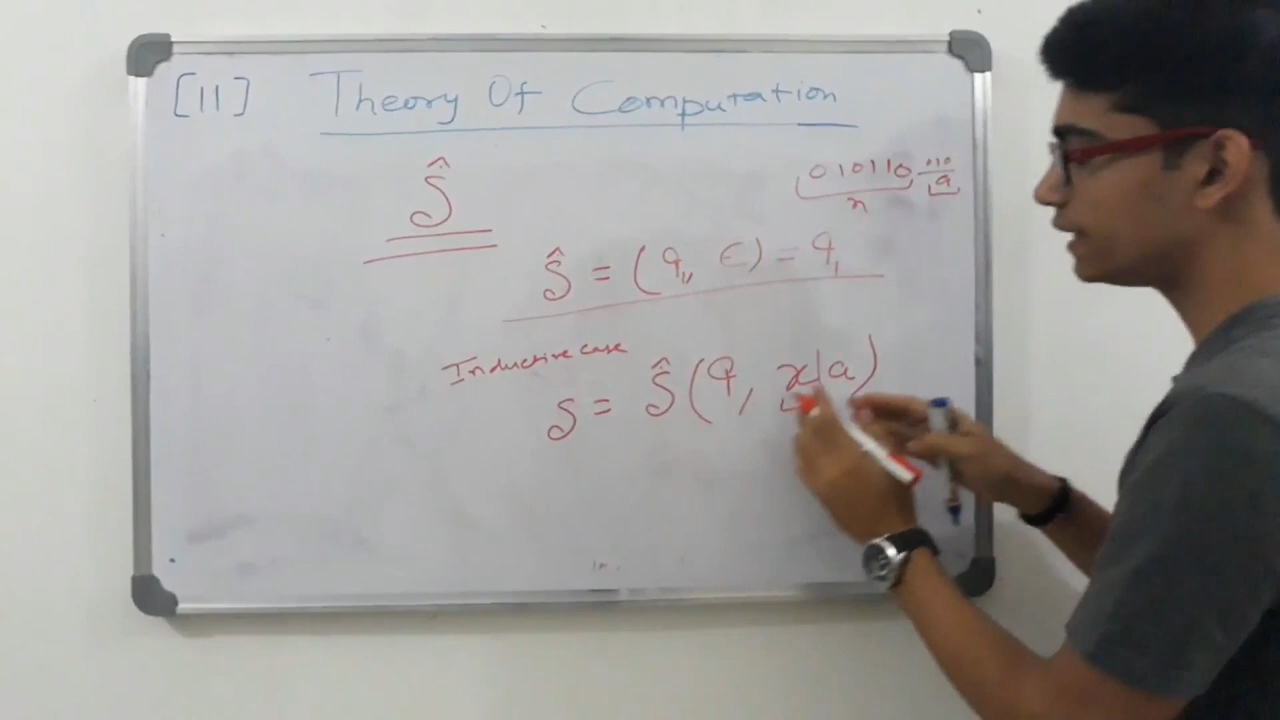 [11] Theory Of Computation
δ̂
010110 010
x a
δ̂ = (q₁, ∈) = q₁
Inductive case
δ = δ̂(q, x|a)